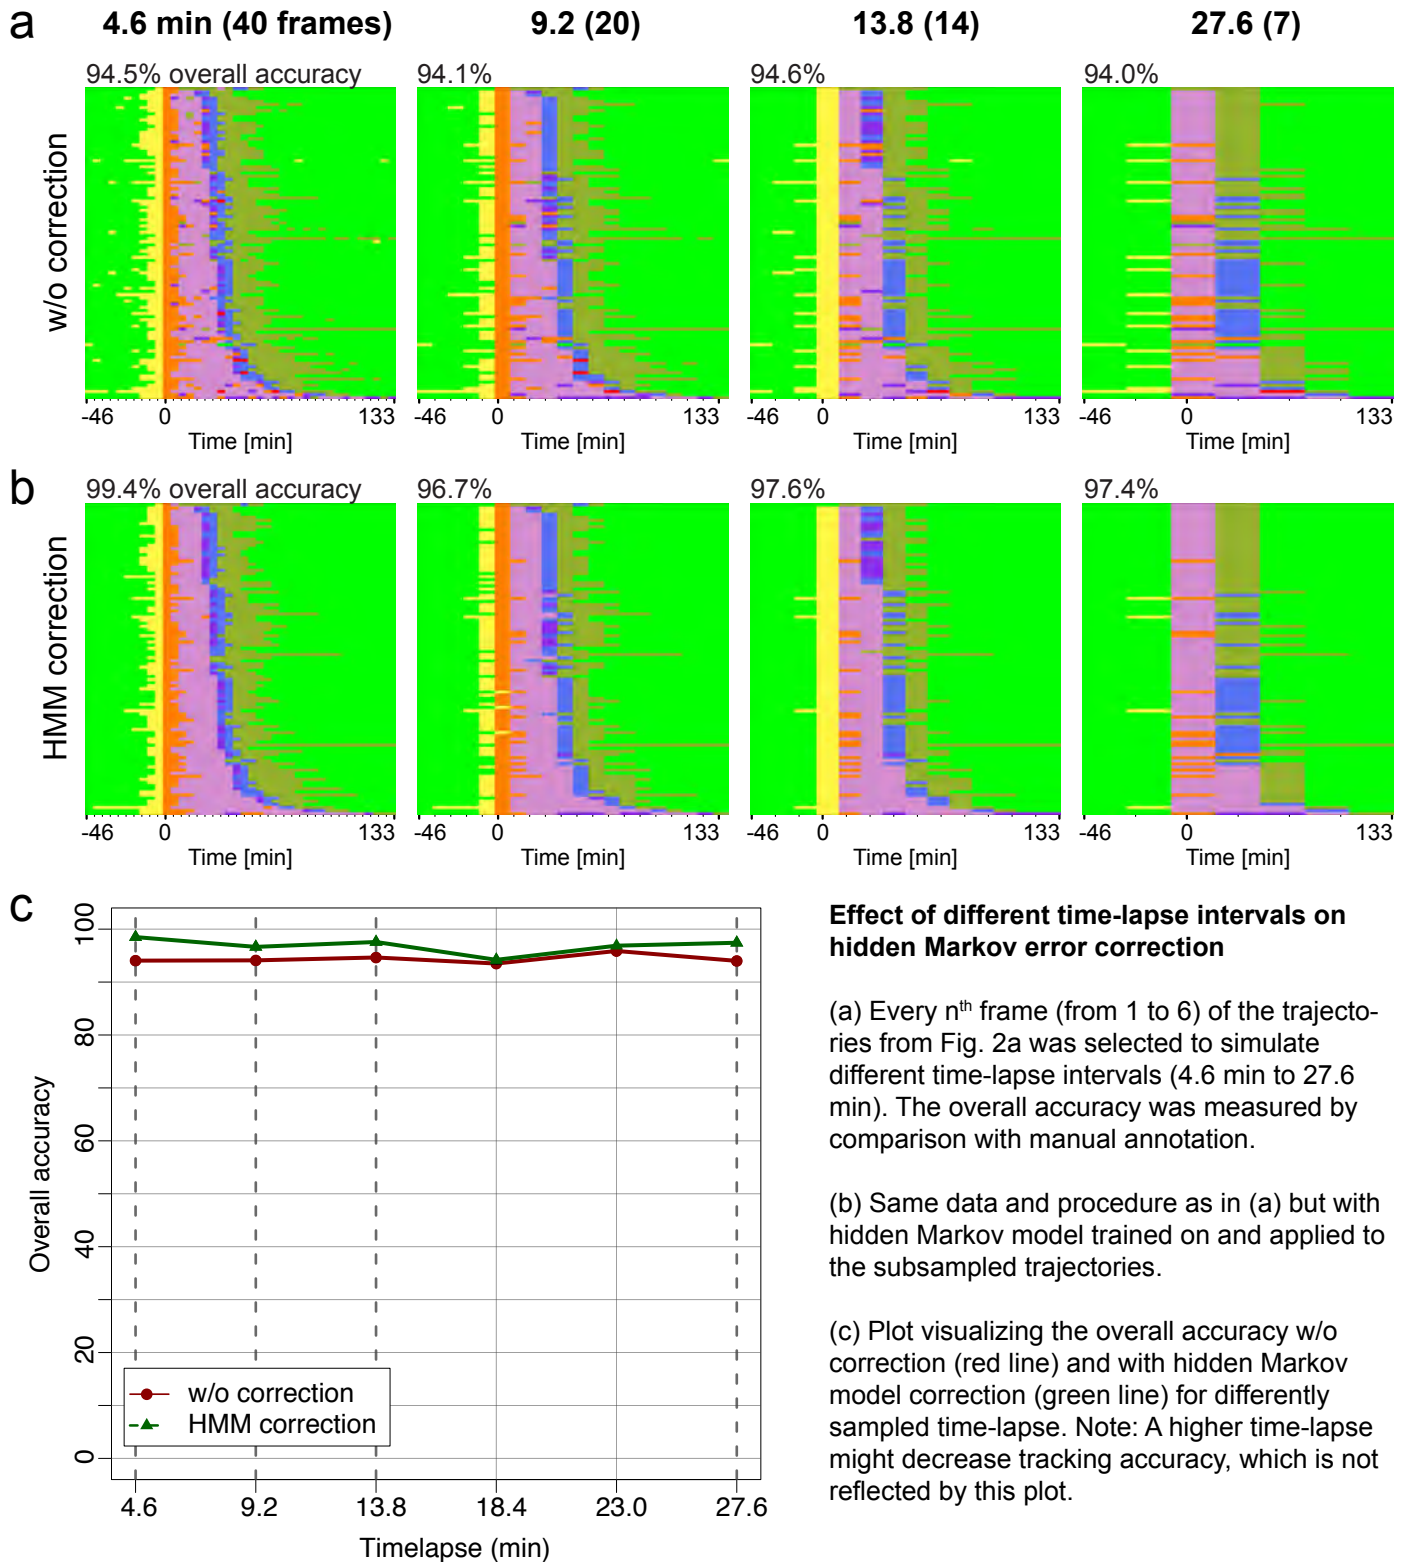 a
4.6 min (40 frames)
9.2 (20)
13.8 (14)
27.6 (7)
94.5% overall accuracy
94.1%
94.6%
94.0%
w/o correction
-46 0 133
-46 0 133
-46 0 133
-46 0 133
Time [min]
Time [min]
Time [min]
Time [min]
b
99.4% overall accuracy
96.7%
97.6%
97.4%
HMM correction
-46 0 133
-46 0 133
-46 0 133
-46 0 133
Time [min]
Time [min]
Time [min]
Time [min]
c
Overall accuracy
100
80
60
40
20
0
w/o correction
HMM correction
4.6 9.2 13.8 18.4 23.0 27.6
Timelapse (min)
Effect of different time-lapse intervals on
hidden Markov error correction
(a) Every nth frame (from 1 to 6) of the trajecto-
ries from Fig. 2a was selected to simulate
different time-lapse intervals (4.6 min to 27.6
min). The overall accuracy was measured by
comparison with manual annotation.
(b) Same data and procedure as in (a) but with
hidden Markov model trained on and applied to
the subsampled trajectories.
(c) Plot visualizing the overall accuracy w/o
correction (red line) and with hidden Markov
model correction (green line) for differently
sampled time-lapse. Note: A higher time-lapse
might decrease tracking accuracy, which is not
reflected by this plot.